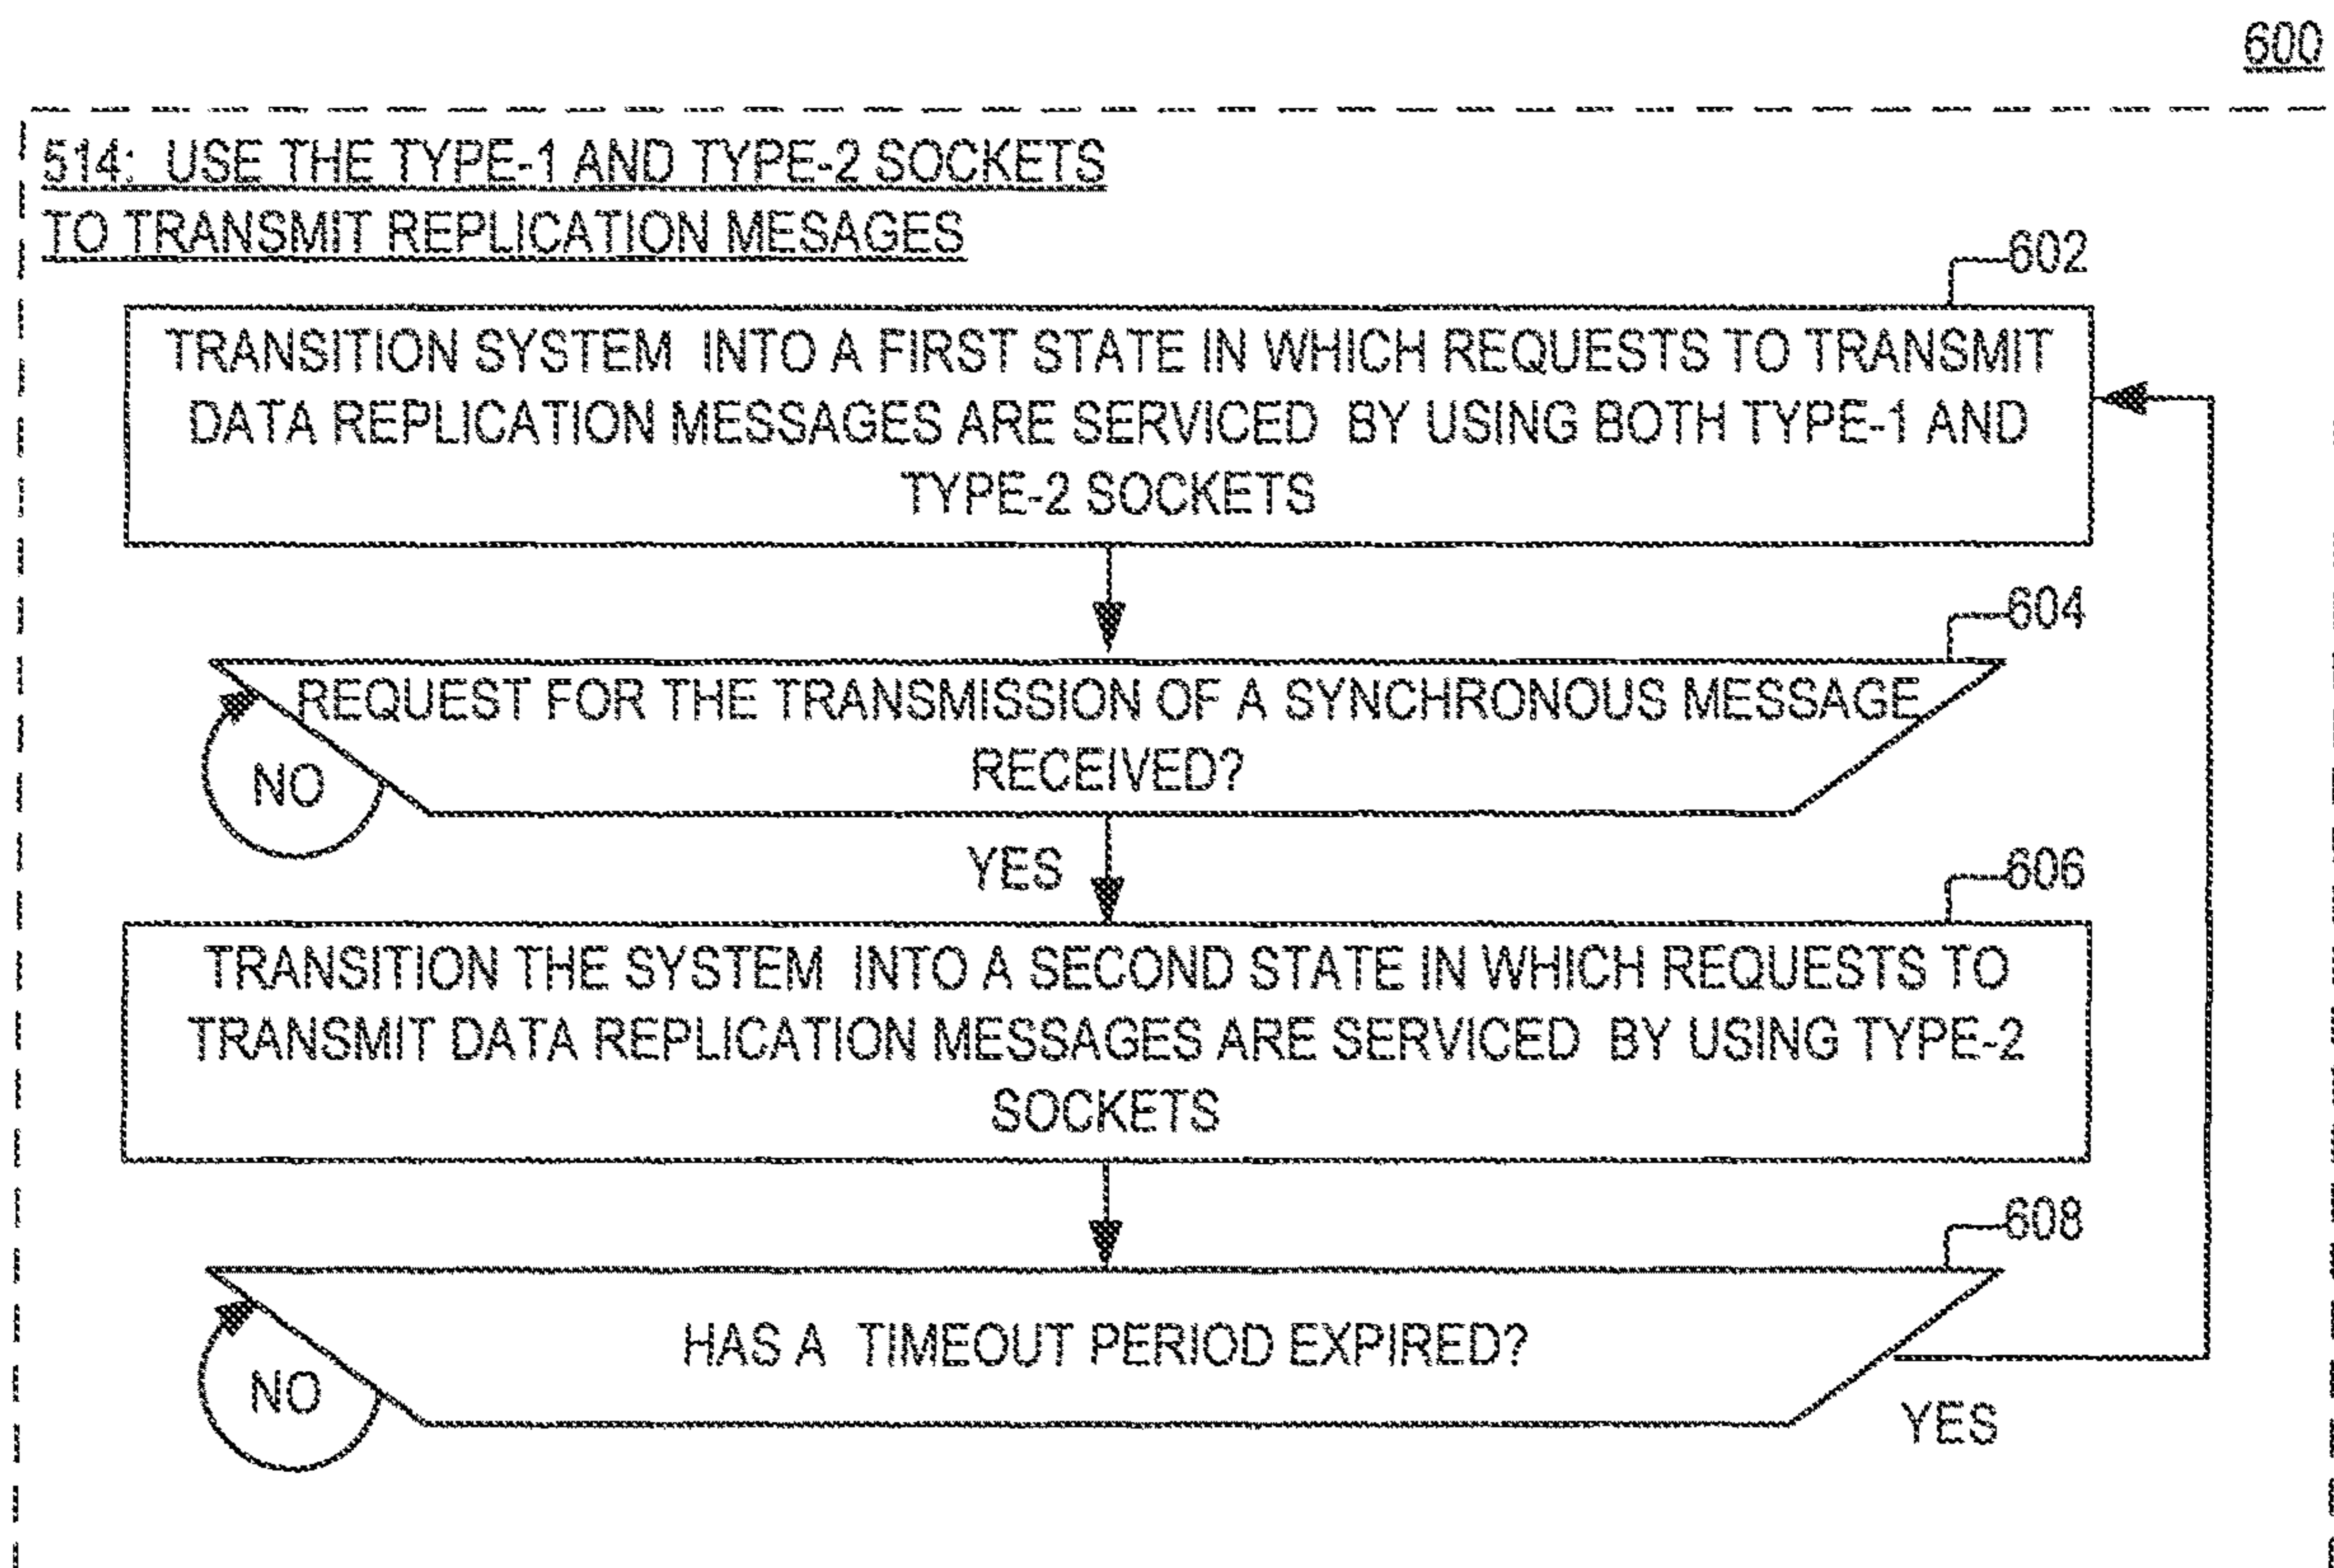 600
514: USE THE TYPE-1 AND TYPE-2 SOCKETS
TO TRANSMIT REPLICATION MESAGES
602
TRANSITION SYSTEM INTO A FIRST STATE IN WHICH REQUESTS TO TRANSMIT
DATA REPLICATION MESSAGES ARE SERVICED BY USING BOTH TYPE-1 AND
TYPE-2 SOCKETS
604
REQUEST FOR THE TRANSMISSION OF A SYNCHRONOUS MESSAGE
RECEIVED?
NO
YES
606
TRANSITION THE SYSTEM INTO A SECOND STATE IN WHICH REQUESTS TO
TRANSMIT DATA REPLICATION MESSAGES ARE SERVICED BY USING TYPE-2
SOCKETS
608
HAS A TIMEOUT PERIOD EXPIRED?
NO
YES